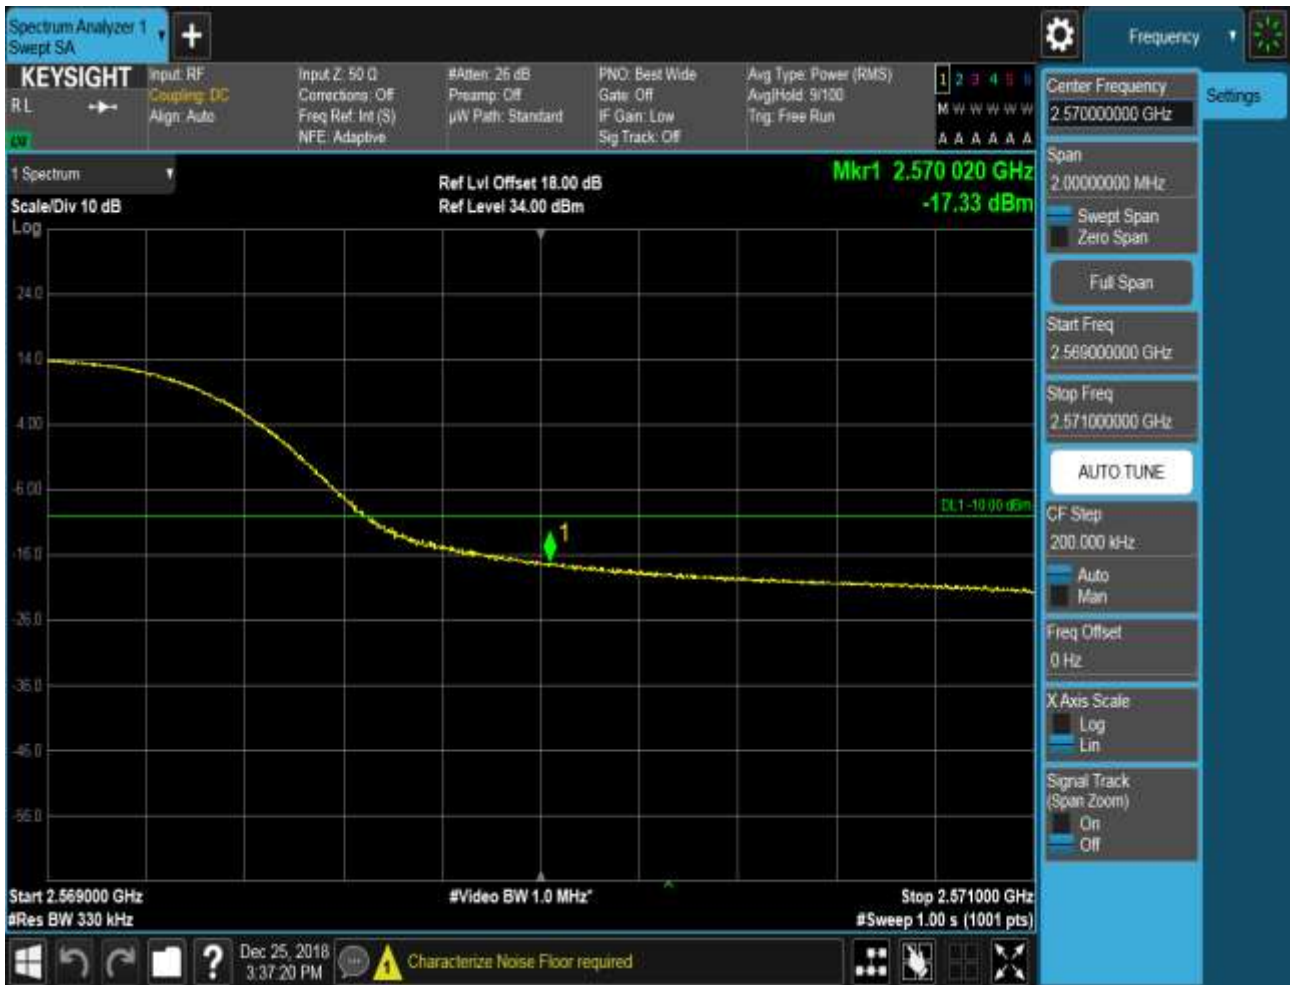 Spectrum Analyzer 1
Swept SA
+
Frequency
KEYSIGHT
R L
Input: RF
Coupling: DC
Align: Auto
Input Z: 50 Ω
Corrections: Off
Freq Ref: Int (S)
NFE: Adaptive
#Atten: 26 dB
Preamp: Off
µW Path: Standard
PNO: Best Wide
Gate: Off
IF Gain: Low
Sig Track: Off
Avg Type: Power (RMS)
Avg|Hold: 9/100
Trig: Free Run
1 2 3 4 5 6
M W W W W W
A A A A A A
1 Spectrum
Scale/Div 10 dB
Log
Ref Lvl Offset 18.00 dB
Ref Level 34.00 dBm
Mkr1 2.570 020 GHz
-17.33 dBm
24.0
14.0
4.00
-6.00
-16.0
-26.0
-36.0
-46.0
-56.0
DL1 -10.00 dBm
1
Start 2.569000 GHz
#Res BW 330 kHz
#Video BW 1.0 MHz*
Stop 2.571000 GHz
#Sweep 1.00 s (1001 pts)
Center Frequency
2.570000000 GHz
Settings
Span
2.00000000 MHz
Swept Span
Zero Span
Full Span
Start Freq
2.569000000 GHz
Stop Freq
2.571000000 GHz
AUTO TUNE
CF Step
200.000 kHz
Auto
Man
Freq Offset
0 Hz
X Axis Scale
Log
Lin
Signal Track
(Span Zoom)
On
Off
?
Dec 25, 2018
3:37:20 PM
1
Characterize Noise Floor required